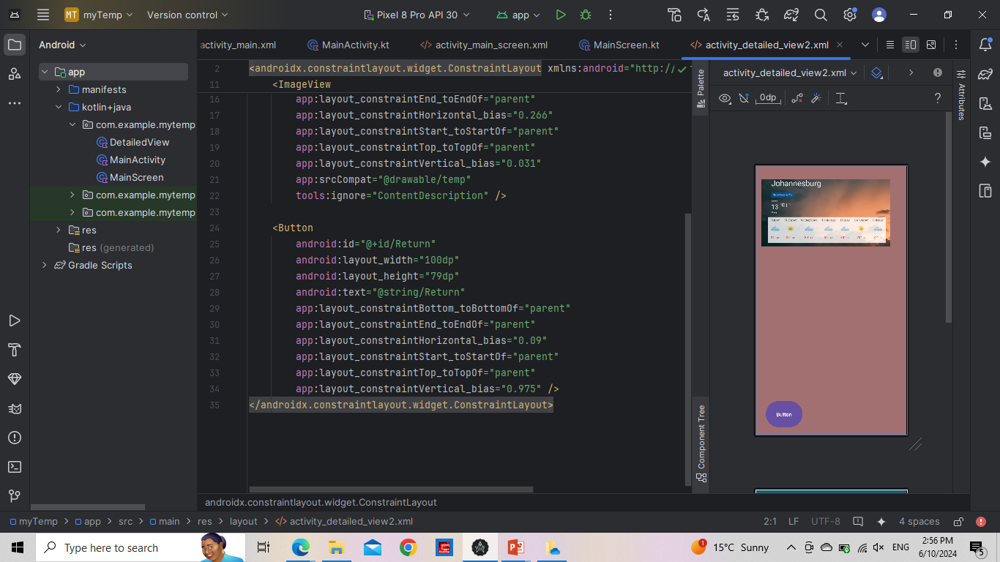 MT myTemp Version control Pixel 8 Pro API 30 app
Android
activity_main.xml MainActivity.kt activity_main_screen.xml MainScreen.kt activity_detailed_view2.xml
app
manifests
kotlin+java
com.example.mytemp
DetailedView
MainActivity
MainScreen
com.example.mytemp
com.example.mytemp
res
res (generated)
Gradle Scripts
2 <androidx.constraintlayout.widget.ConstraintLayout xmlns:android="http://
11 <ImageView
16 app:layout_constraintEnd_toEndOf="parent"
17 app:layout_constraintHorizontal_bias="0.266"
18 app:layout_constraintStart_toStartOf="parent"
19 app:layout_constraintTop_toTopOf="parent"
20 app:layout_constraintVertical_bias="0.031"
21 app:srcCompat="@drawable/temp"
22 tools:ignore="ContentDescription" />
23
24 <Button
25 android:id="@+id/Return"
26 android:layout_width="100dp"
27 android:layout_height="79dp"
28 android:text="@string/Return"
29 app:layout_constraintBottom_toBottomOf="parent"
30 app:layout_constraintEnd_toEndOf="parent"
31 app:layout_constraintHorizontal_bias="0.09"
32 app:layout_constraintStart_toStartOf="parent"
33 app:layout_constraintTop_toTopOf="parent"
34 app:layout_constraintVertical_bias="0.975" />
35 </androidx.constraintlayout.widget.ConstraintLayout>
Palette
Component Tree
activity_detailed_view2.xml
0dp
Attributes
Johannesburg
13
TODAY TUESDAY WEDNESDAY THURSDAY FRIDAY SATURDAY SUNDAY
Button
androidx.constraintlayout.widget.ConstraintLayout
myTemp app src main res layout activity_detailed_view2.xml
2:1 LF UTF-8 4 spaces
Type here to search
15°C Sunny
ENG
2:56 PM
6/10/2024
5